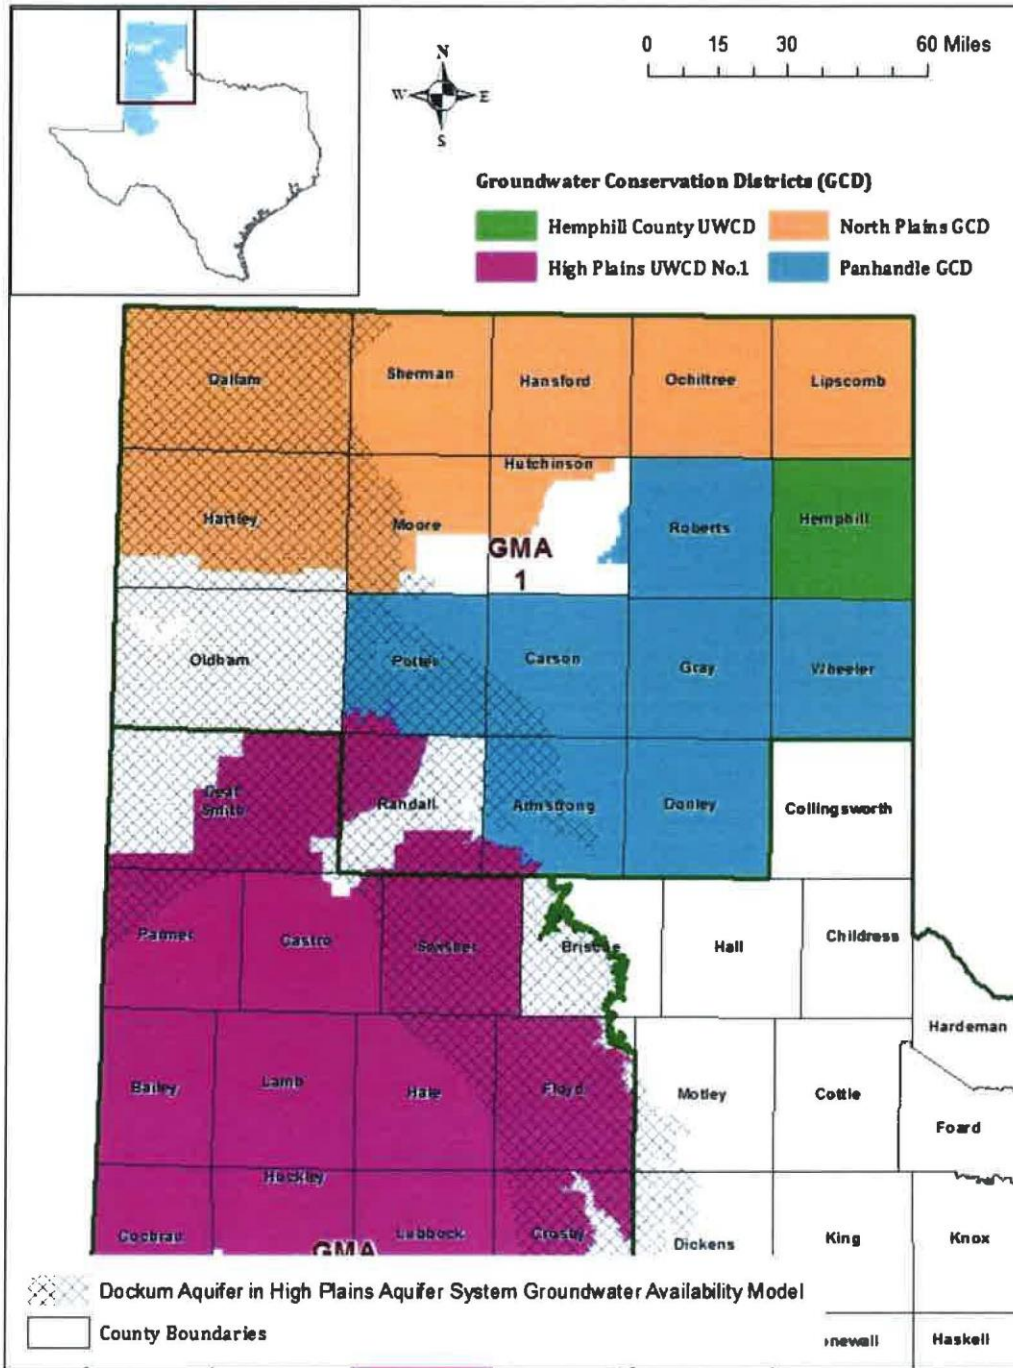 N
W E
S
0 15 30 60 Miles
Groundwater Conservation Districts (GCD)
Hemphill County UWCD
North Plains GCD
High Plains UWCD No.1
Panhandle GCD
Dallam
Sherman
Hansford
Ochiltree
Lipscomb
Hartley
Moore
Hutchinson
Roberts
Hemphill
GMA
1
Oldham
Potter
Carson
Gray
Wheeler
Deaf
Smith
Randall
Armstrong
Donley
Collingsworth
Parmer
Castro
Swisher
Briscoe
Hall
Childress
Hardeman
Bailey
Lamb
Hale
Floyd
Motley
Cottle
Foard
Cochran
Hockley
Lubbock
Crosby
Dickens
King
Knox
GMA
Dockum Aquifer in High Plains Aquifer System Groundwater Availability Model
County Boundaries
newall
Haskell